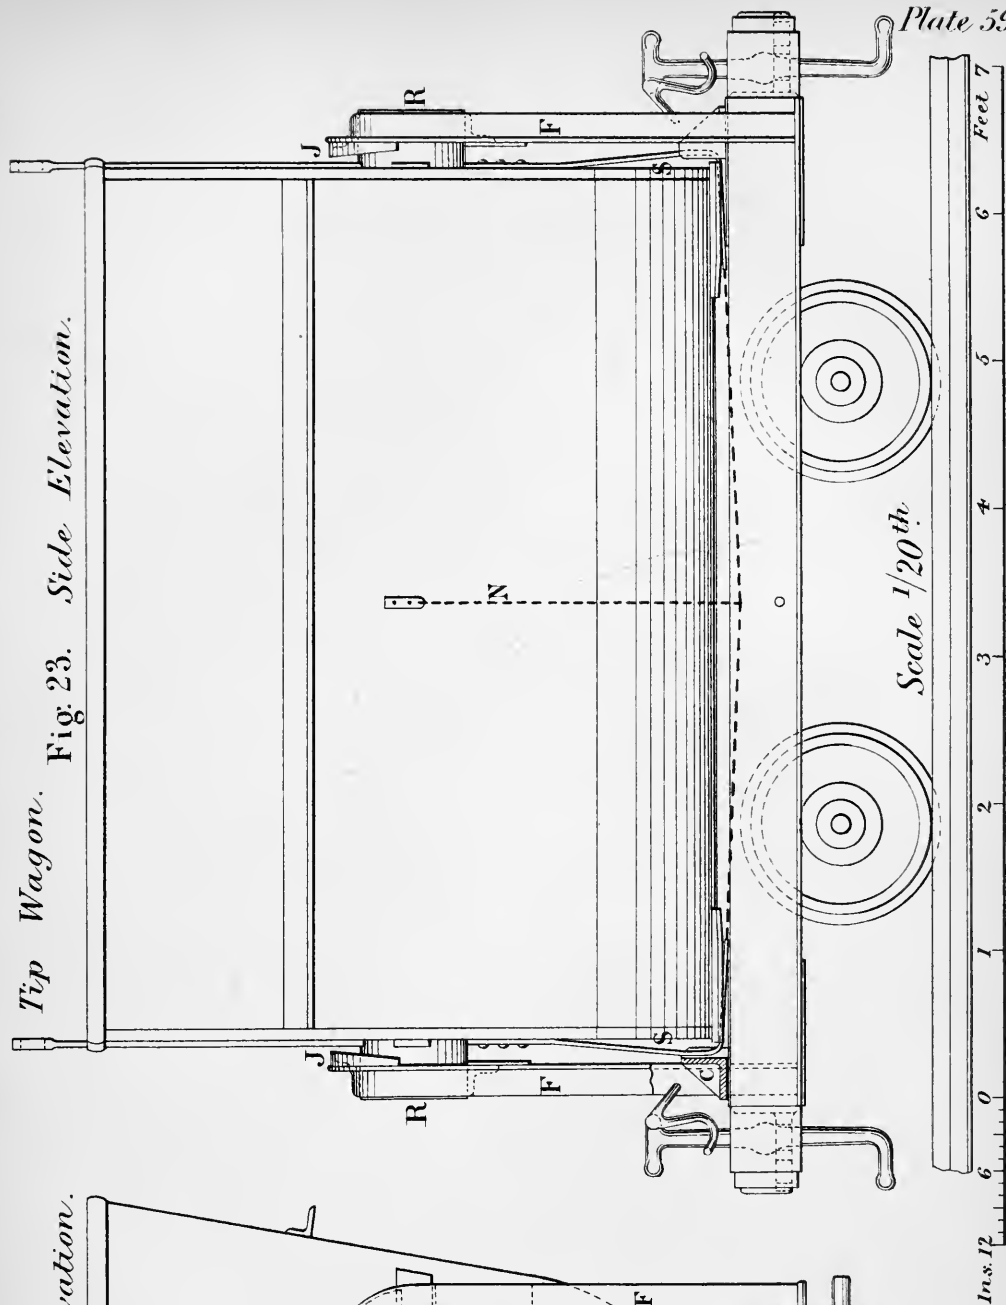 Plate 59
Tip Wagon.
Fig. 23. Side Elevation.
vation.
J
J
R
R
F
F
N
S
S
C
F
Scale 1/20th.
Ins. 12 6 0 1 2 3 4 5 6 Feet 7